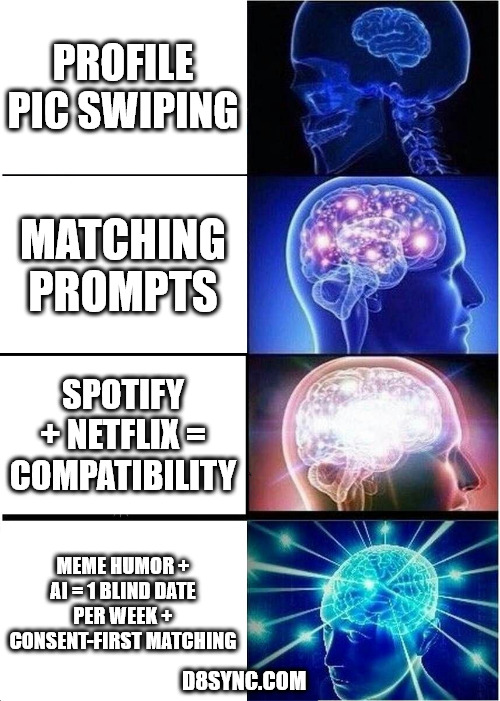 PROFILE
PIC SWIPING
MATCHING
PROMPTS
SPOTIFY
+ NETFLIX =
COMPATIBILITY
MEME HUMOR +
AI = 1 BLIND DATE
PER WEEK +
CONSENT-FIRST MATCHING
D8SYNC.COM